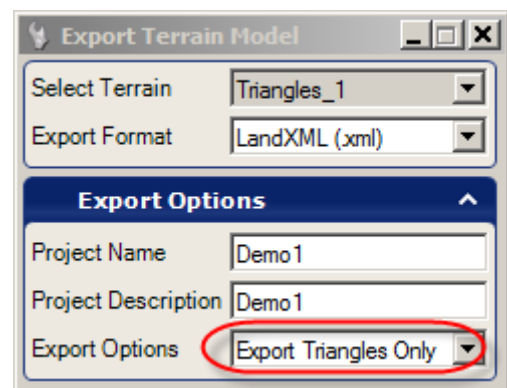 Export Terrain Model
Select Terrain Triangles_1
Export Format LandXML (.xml)
Export Options
Project Name Demo1
Project Description Demo1
Export Options Export Triangles Only